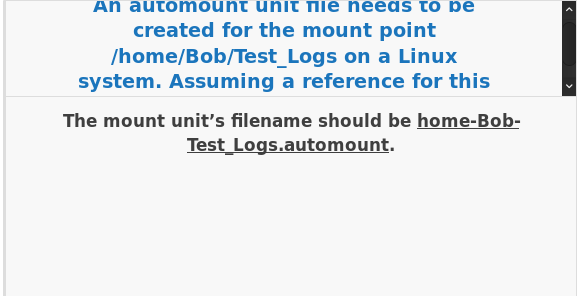 An automount unit file needs to be
created for the mount point
/home/Bob/Test_Logs on a Linux
system. Assuming a reference for this
The mount unit’s filename should be home-Bob-
Test_Logs.automount.